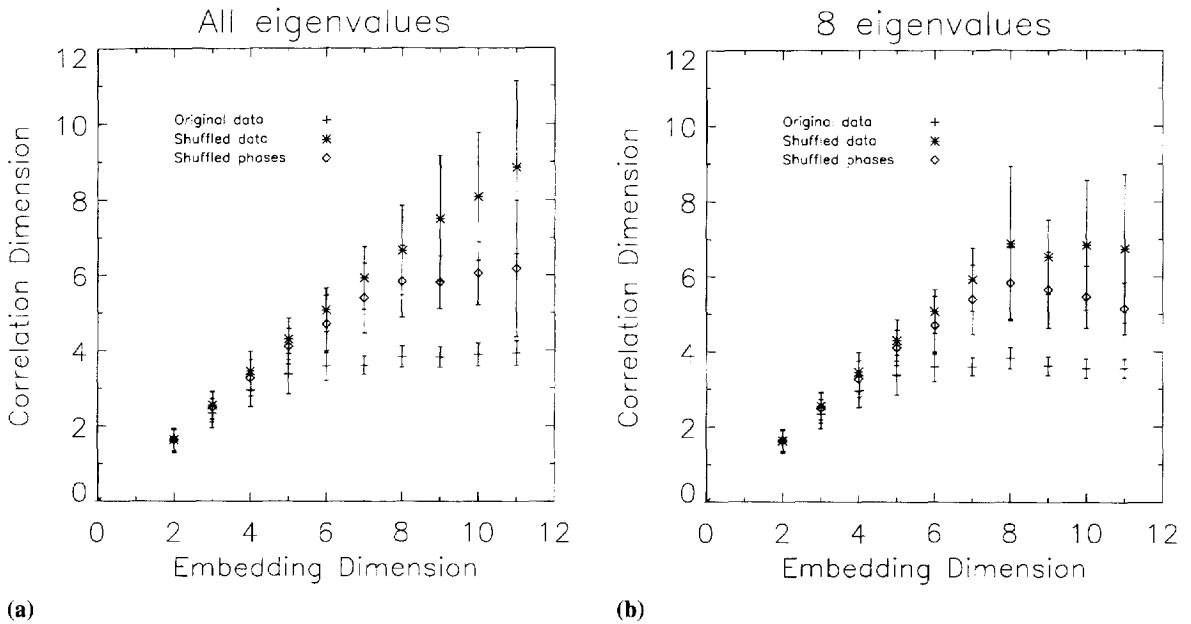 All eigenvalues
12
10
8
6
4
2
0
Correlation Dimension
Original data
Shuffled data
Shuffled phases
0 2 4 6 8 10 12
Embedding Dimension
(a)
8 eigenvalues
12
10
8
6
4
2
0
Correlation Dimension
Original data
Shuffled data
Shuffled phases
0 2 4 6 8 10 12
Embedding Dimension
(b)